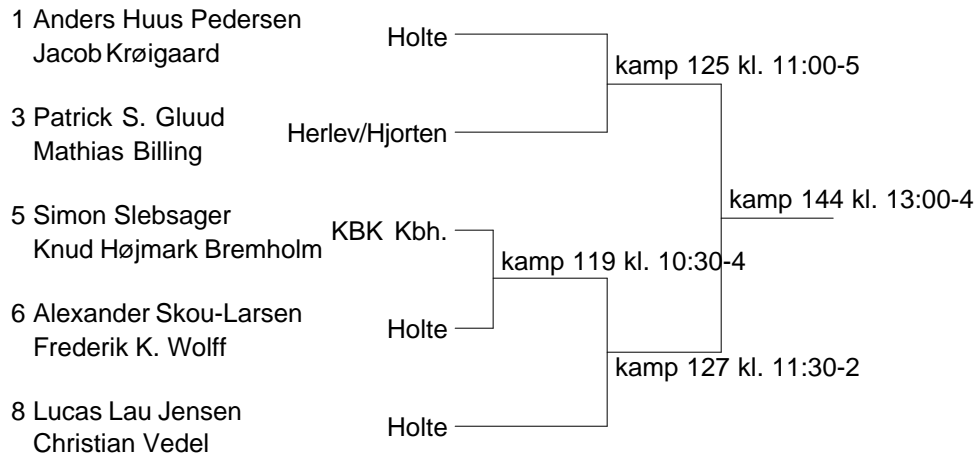 1 Anders Huus Pedersen
Jacob Krøigaard
Holte
kamp 125 kl. 11:00-5
3 Patrick S. Gluud
Mathias Billing
Herlev/Hjorten
kamp 144 kl. 13:00-4
5 Simon Slebsager
Knud Højmark Bremholm
KBK Kbh.
kamp 119 kl. 10:30-4
6 Alexander Skou-Larsen
Frederik K. Wolff
Holte
kamp 127 kl. 11:30-2
8 Lucas Lau Jensen
Christian Vedel
Holte